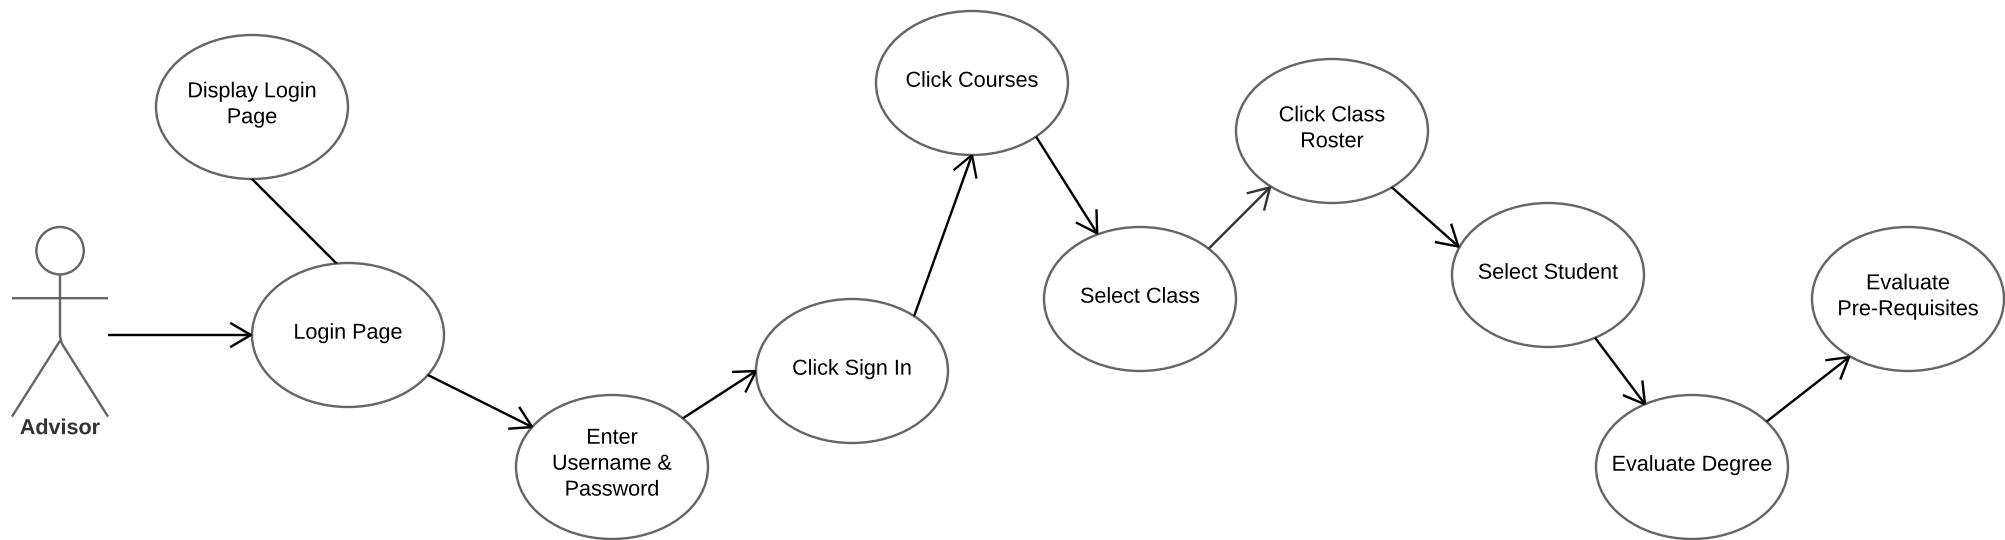 Display Login
Page
Advisor
Login Page
Enter
Username &
Password
Click Sign In
Click Courses
Select Class
Click Class
Roster
Select Student
Evaluate Degree
Evaluate
Pre-Requisites